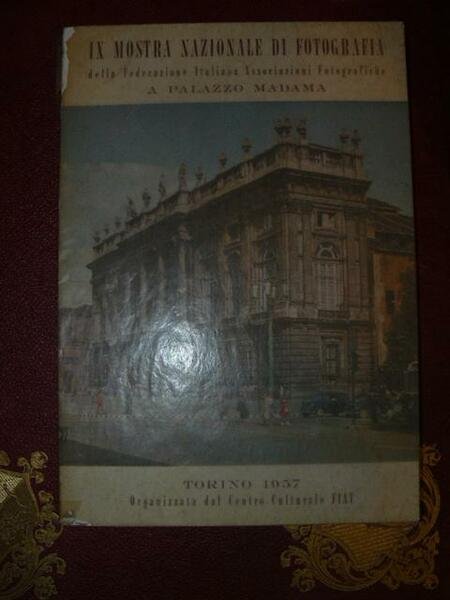 IX MOSTRA NAZIONALE DI FOTOGRAFIA
della Federazione Italiana Associazioni Fotografiche
A PALAZZO MADAMA
TORINO 1957
Organizzata dal Centro Culturale FIAT